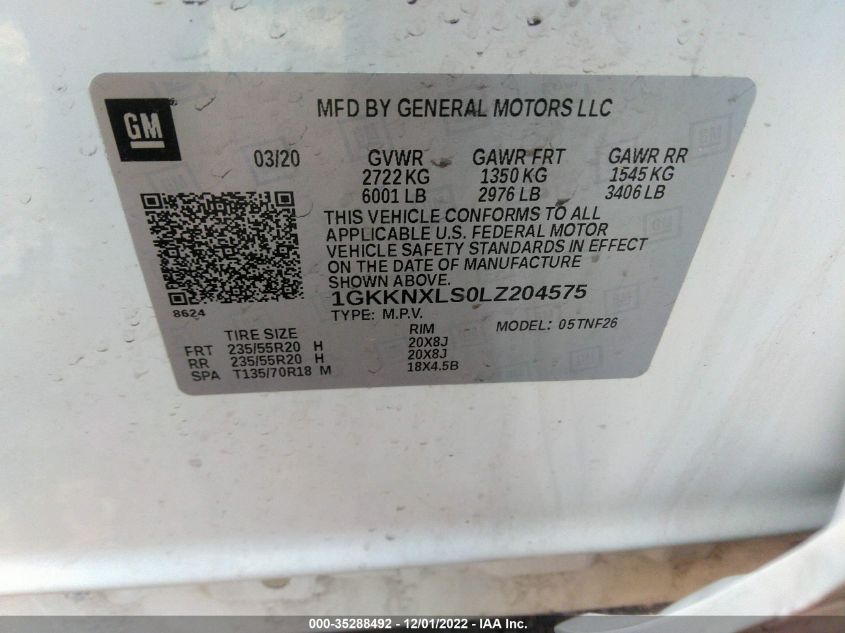 GM
MFD BY GENERAL MOTORS LLC
03/20 GVWR GAWR FRT GAWR RR
2722 KG 1350 KG 1545 KG
6001 LB 2976 LB 3406 LB
THIS VEHICLE CONFORMS TO ALL
APPLICABLE U.S. FEDERAL MOTOR
VEHICLE SAFETY STANDARDS IN EFFECT
ON THE DATE OF MANUFACTURE
SHOWN ABOVE.
8624
1GKKNXLS0LZ204575
TYPE: M.P.V. MODEL: 05TNF26
TIRE SIZE RIM
FRT 235/55R20 H 20X8J
RR 235/55R20 H 20X8J
SPA T135/70R18 M 18X4.5B
000-35288492 - 12/01/2022 - IAA Inc.